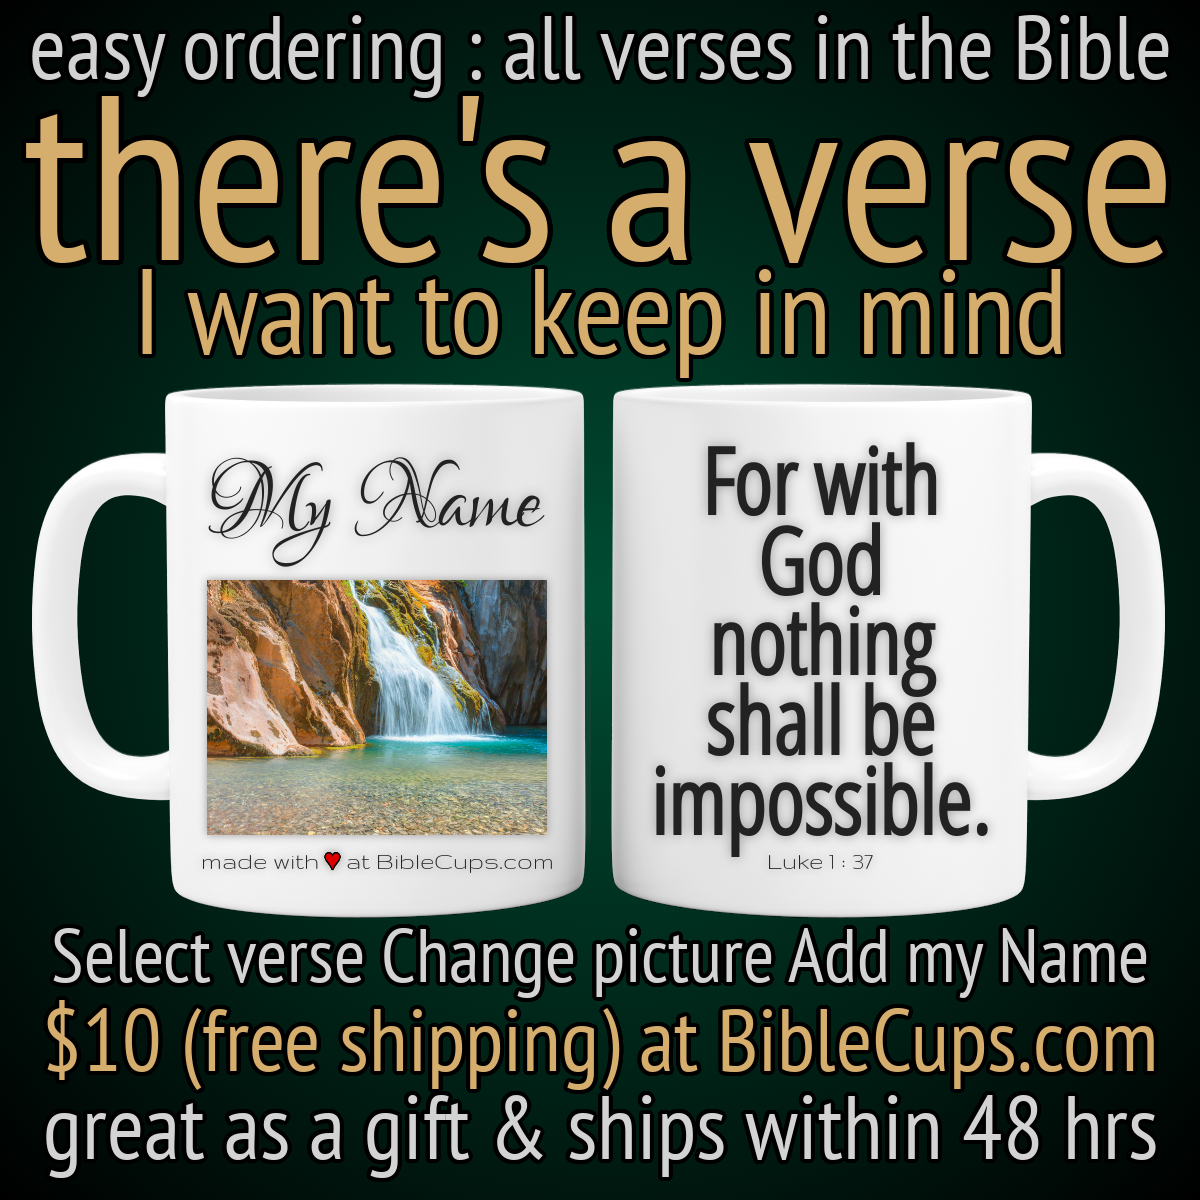 easy ordering : all verses in the Bible
there's a verse
I want to keep in mind
My Name
made with ♥ at BibleCups.com
For with
God
nothing
shall be
impossible.
Luke 1 : 37
Select verse Change picture Add my Name
$10 (free shipping) at BibleCups.com
great as a gift & ships within 48 hrs